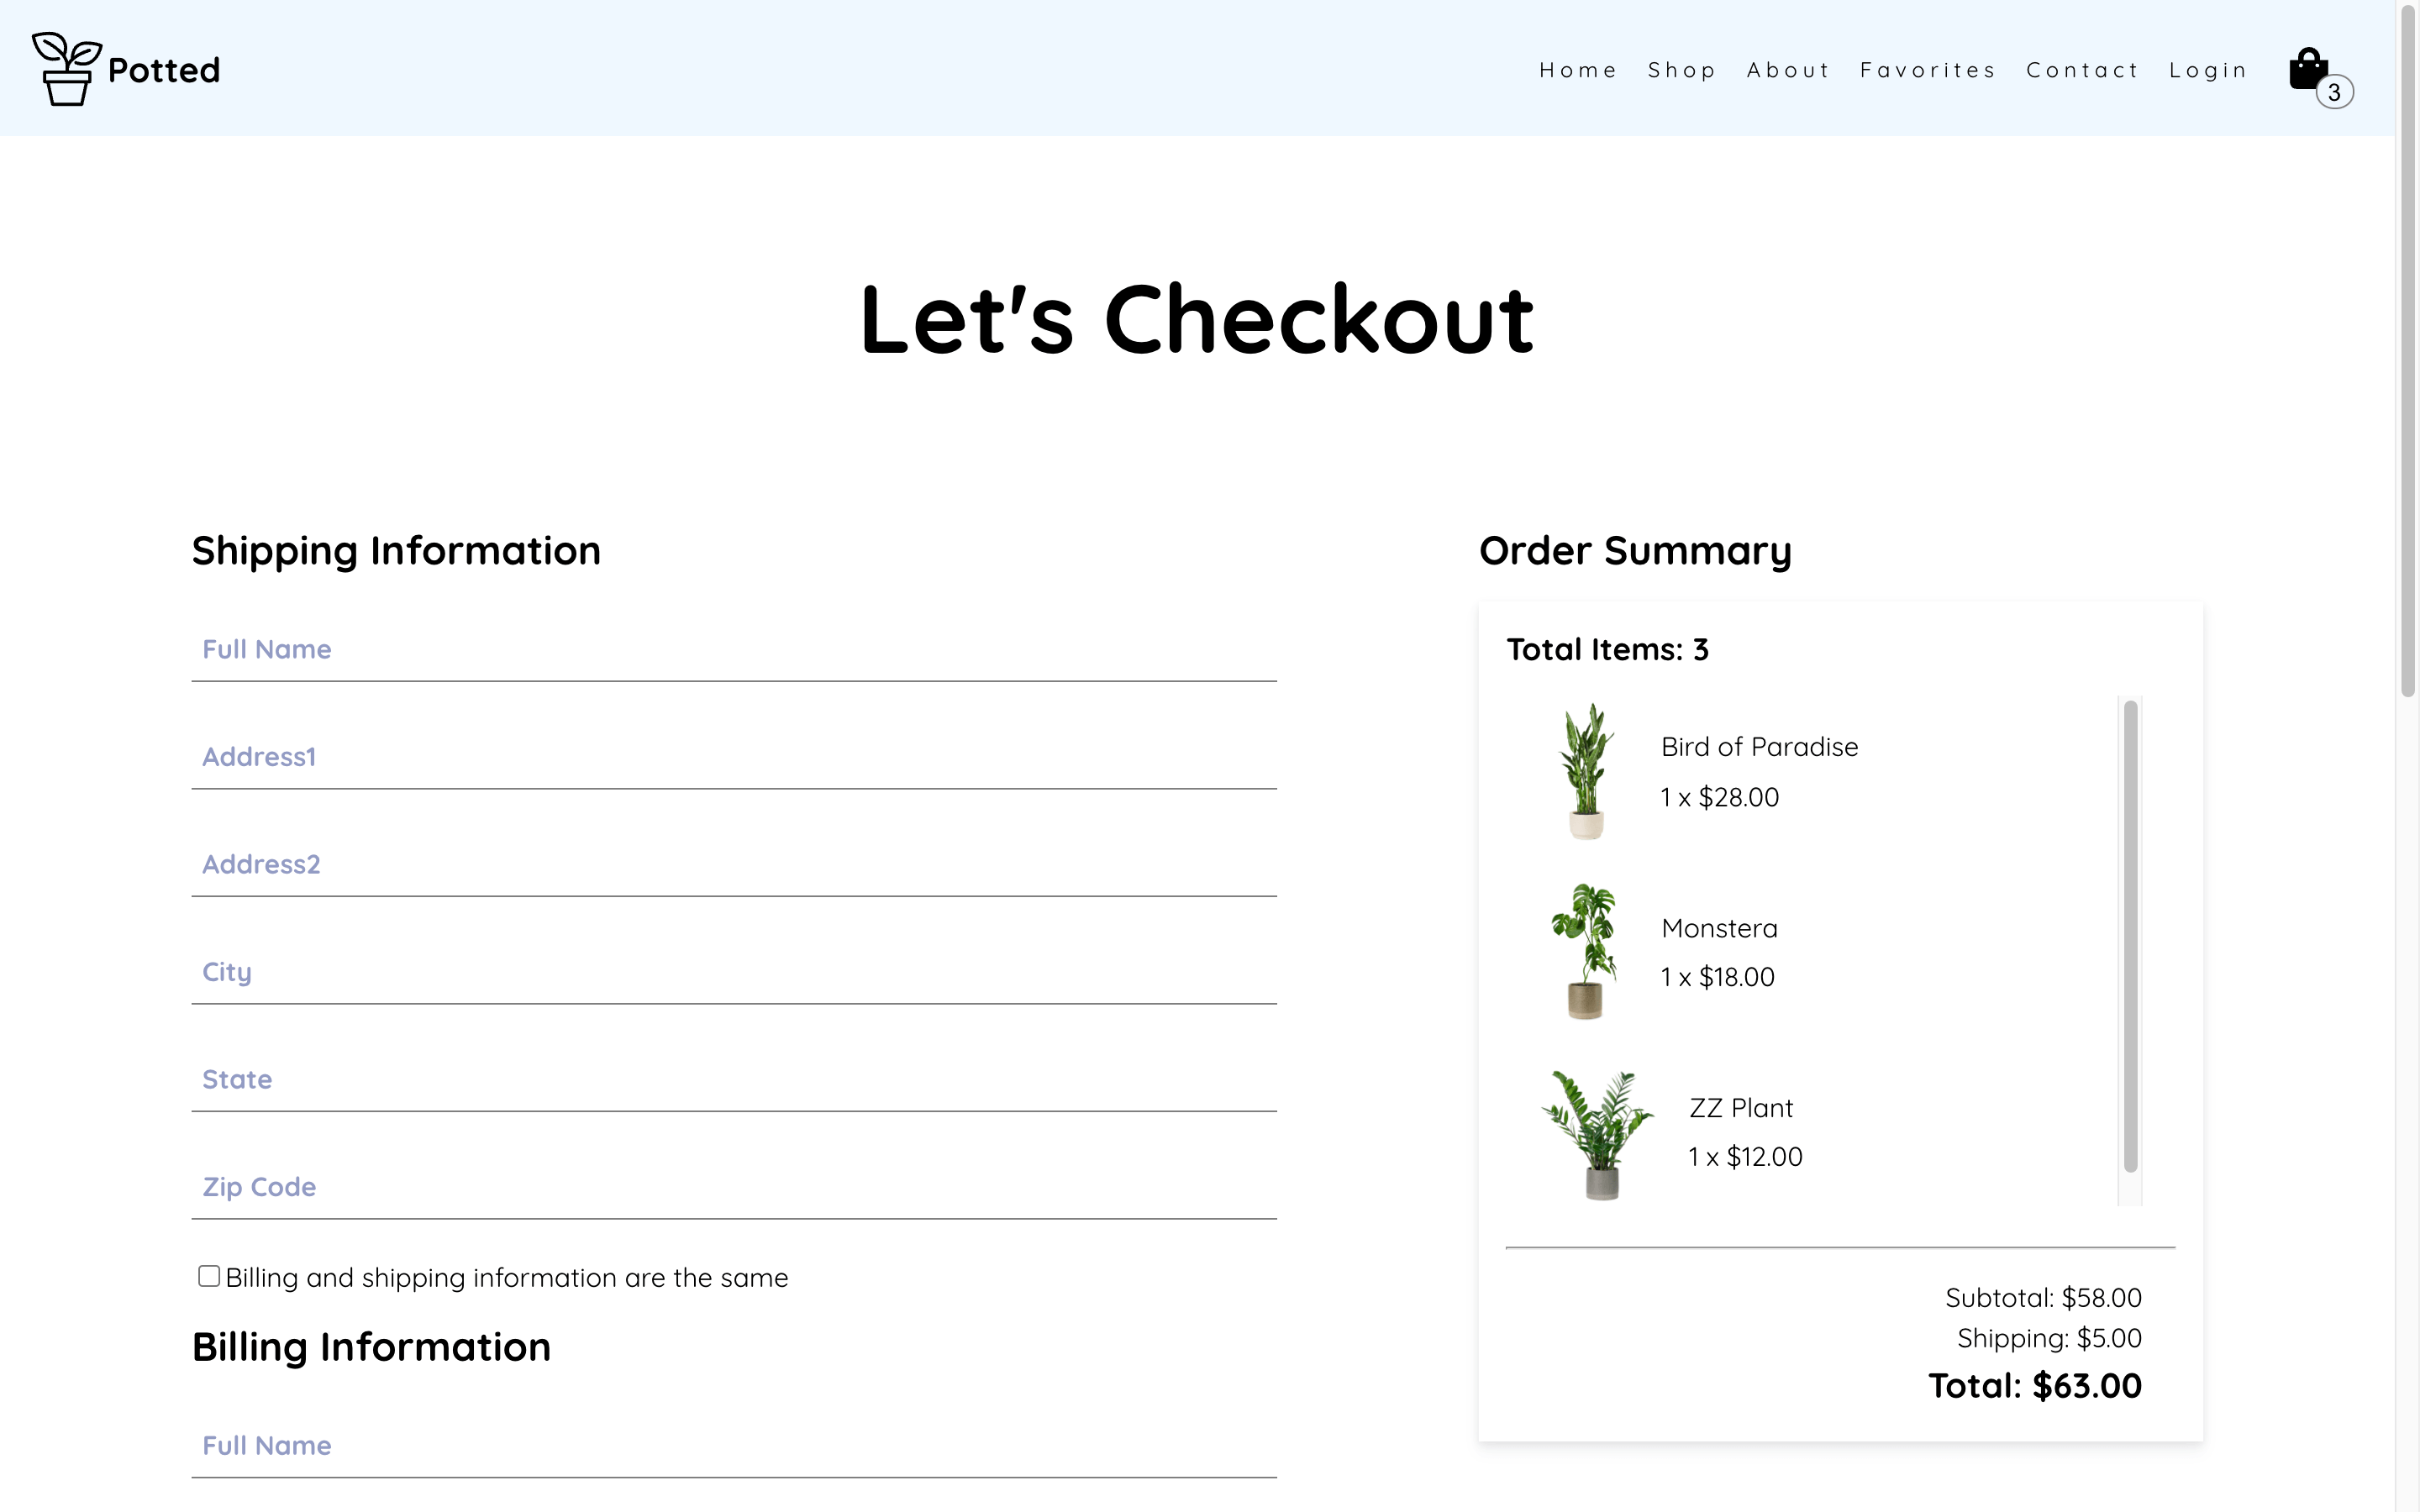 Potted
Home Shop About Favorites Contact Login
3
Let's Checkout
Shipping Information
Full Name
Address1
Address2
City
State
Zip Code
Billing and shipping information are the same
Billing Information
Full Name
Order Summary
Total Items: 3
Bird of Paradise
1 x $28.00
Monstera
1 x $18.00
ZZ Plant
1 x $12.00
Subtotal: $58.00
Shipping: $5.00
Total: $63.00